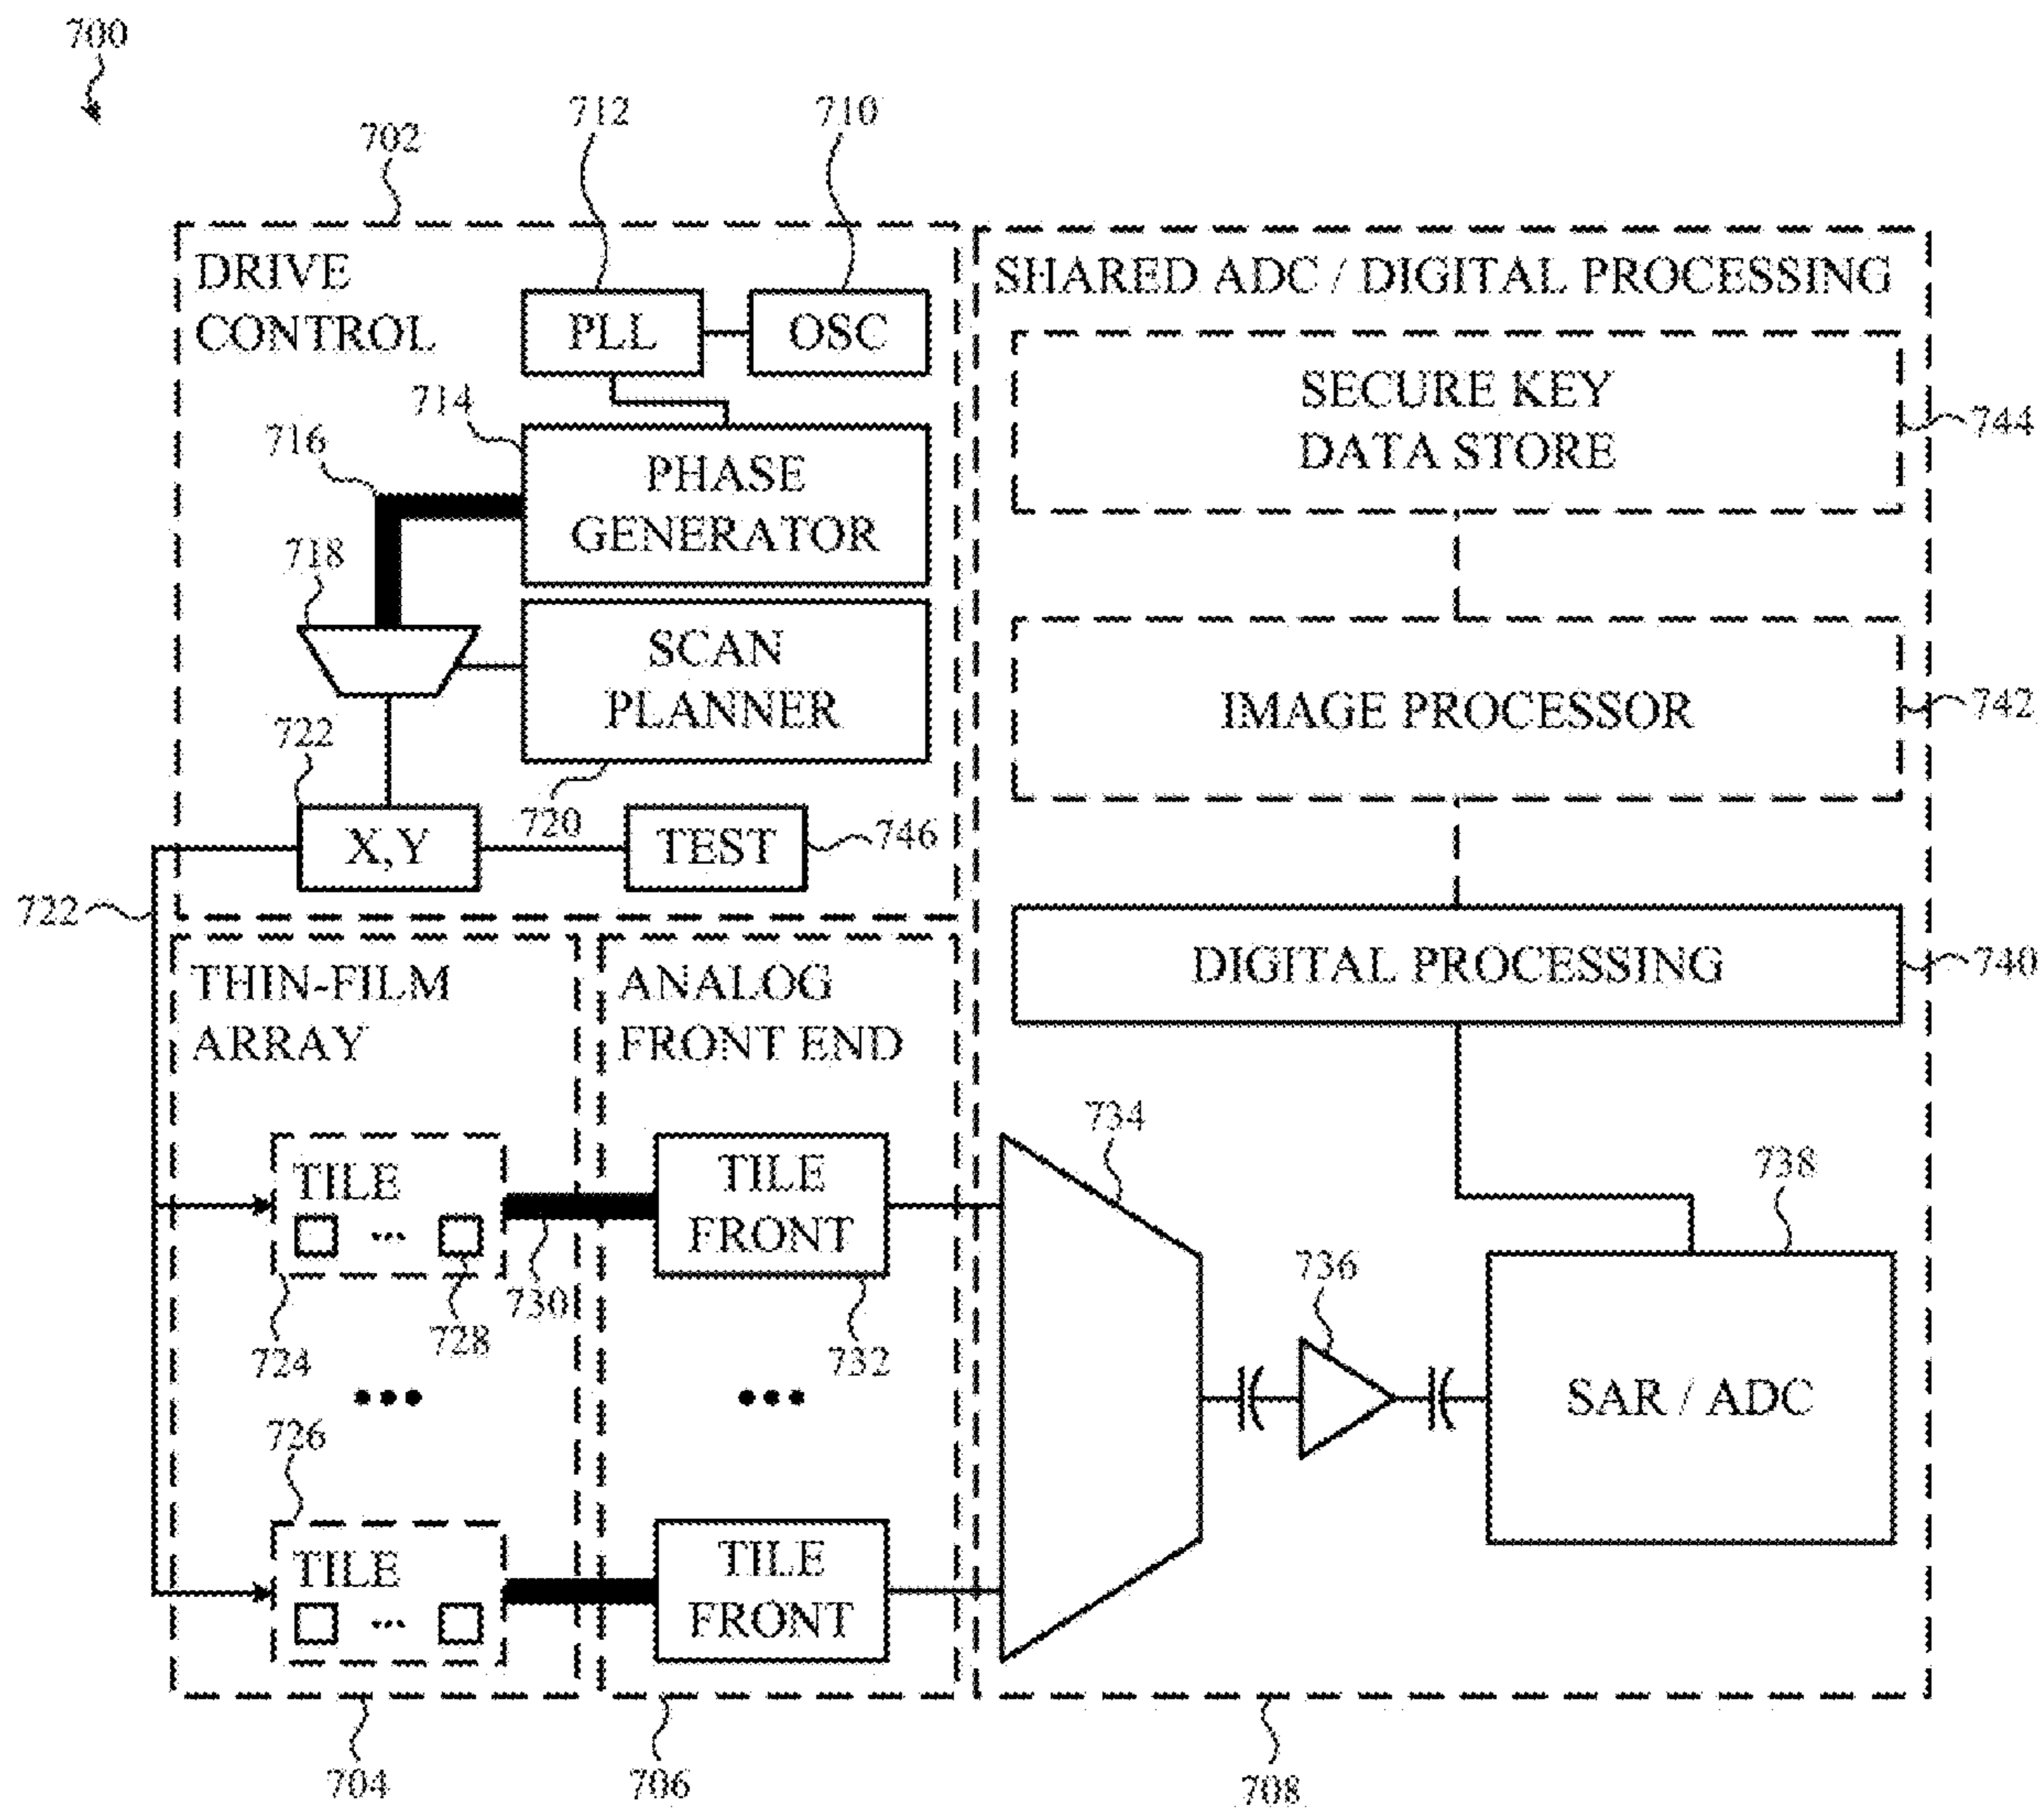 700
702
712
710
DRIVE
CONTROL
PLL
OSC
714
716
PHASE
GENERATOR
718
SCAN
PLANNER
722
720
X,Y
TEST
746
722
SHARED ADC / DIGITAL PROCESSING
SECURE KEY
DATA STORE
744
IMAGE PROCESSOR
742
DIGITAL PROCESSING
740
THIN-FILM
ARRAY
ANALOG
FRONT END
TILE
...
724
728
730
TILE
FRONT
732
...
...
726
TILE
...
TILE
FRONT
734
736
738
SAR / ADC
704
706
708